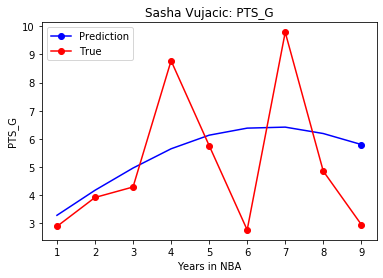 Sasha Vujacic: PTS_G
Prediction
True
PTS_G
10
9
8
7
6
5
4
3
1 2 3 4 5 6 7 8 9
Years in NBA